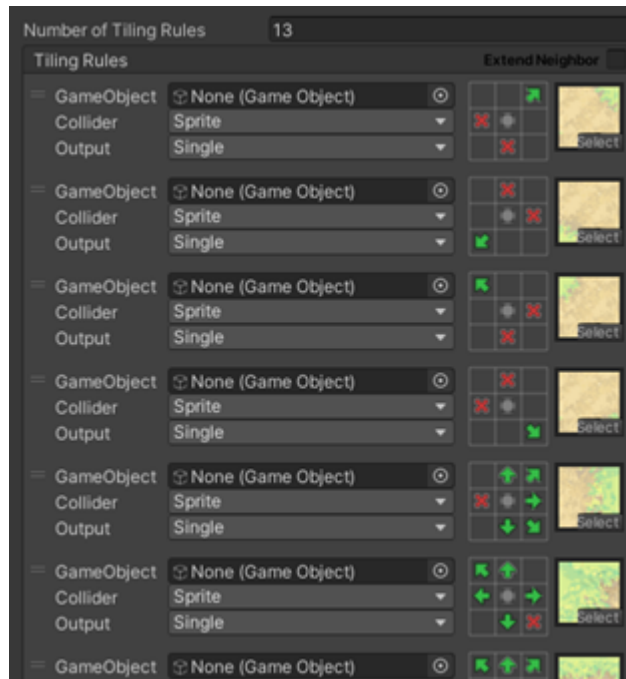 Number of Tiling Rules 13
Tiling Rules Extend Neighbor
GameObject None (Game Object)
Collider Sprite
Output Single Select
GameObject None (Game Object)
Collider Sprite
Output Single Select
GameObject None (Game Object)
Collider Sprite
Output Single Select
GameObject None (Game Object)
Collider Sprite
Output Single Select
GameObject None (Game Object)
Collider Sprite
Output Single Select
GameObject None (Game Object)
Collider Sprite
Output Single Select
GameObject None (Game Object)